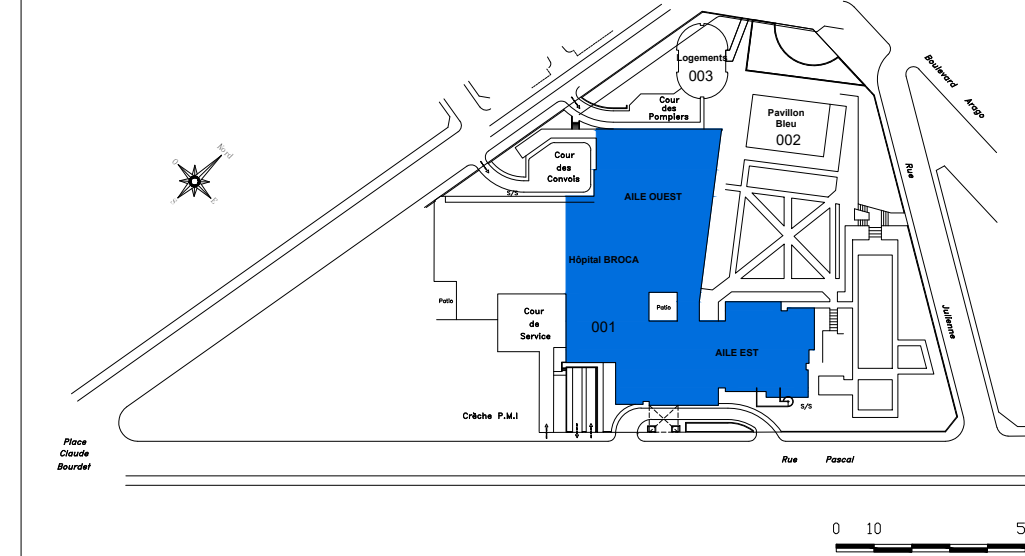 Logements
003
Cour
des
Pompiers
Pavillon
Bleu
002
Boulevard Arago
Nord
O
S
E
Cour
des
Convois
S/S
AILE OUEST
Rue Julienne
Hôpital BROCA
Patio
Patio
Cour
de
Service
001
AILE EST
S/S
Crèche P.M.I
Place
Claude
Bourdet
Rue Pascal
0 10 5